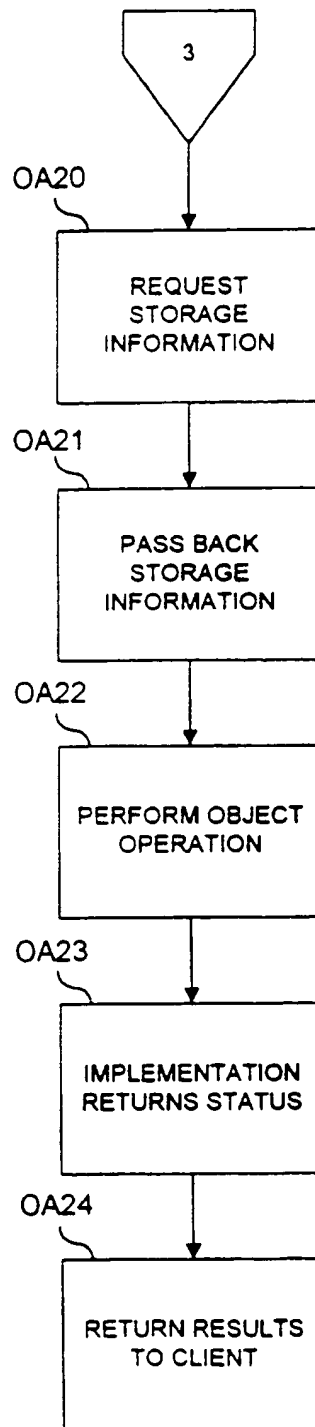 3
OA20
REQUEST
STORAGE
INFORMATION
OA21
PASS BACK
STORAGE
INFORMATION
OA22
PERFORM OBJECT
OPERATION
OA23
IMPLEMENTATION
RETURNS STATUS
OA24
RETURN RESULTS
TO CLIENT